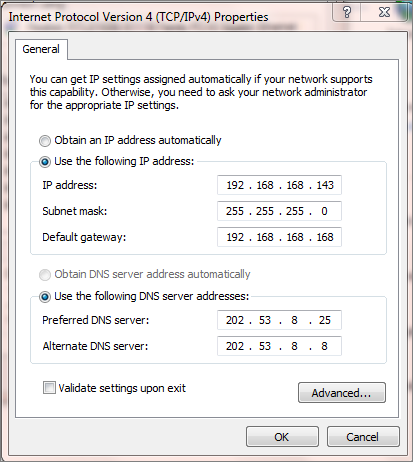 Internet Protocol Version 4 (TCP/IPv4) Properties
General
You can get IP settings assigned automatically if your network supports
this capability. Otherwise, you need to ask your network administrator
for the appropriate IP settings.
Obtain an IP address automatically
Use the following IP address:
IP address: 192 . 168 . 168 . 143
Subnet mask: 255 . 255 . 255 . 0
Default gateway: 192 . 168 . 168 . 168
Obtain DNS server address automatically
Use the following DNS server addresses:
Preferred DNS server: 202 . 53 . 8 . 25
Alternate DNS server: 202 . 53 . 8 . 8
Validate settings upon exit
Advanced...
OK Cancel